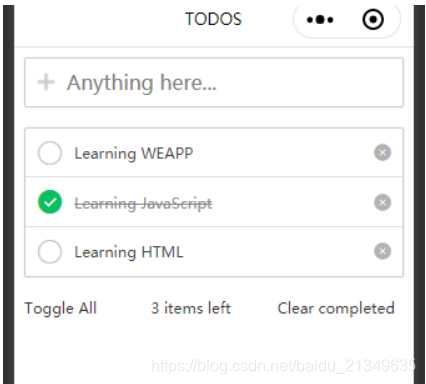 TODOS
Anything here...
Learning WEAPP
Learning JavaScript
Learning HTML
Toggle All 3 items left Clear completed
https://blog.csdn.net/baidu_21349635